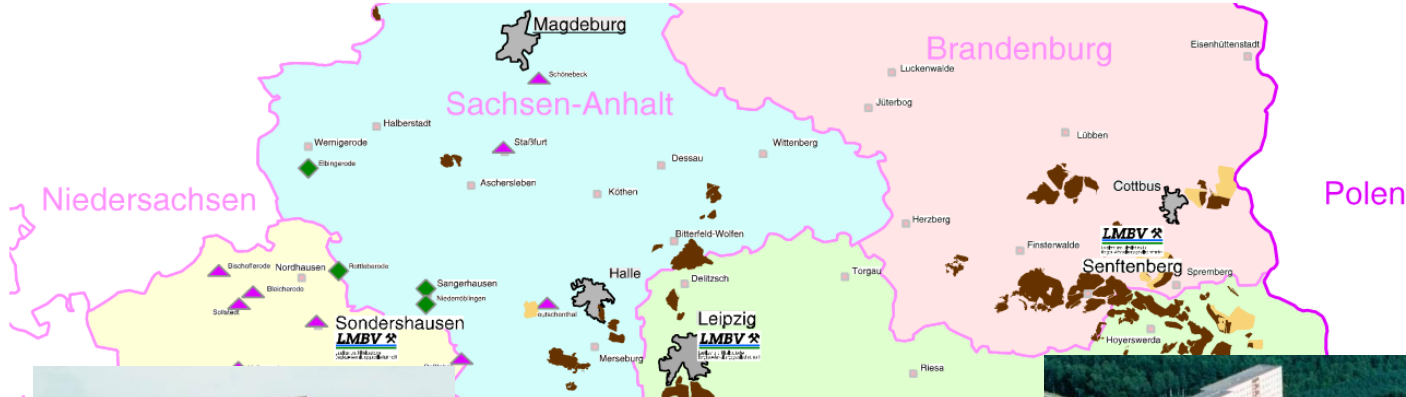 Magdeburg
Brandenburg
Eisenhüttenstadt
Luckenwalde
Schönebeck
Sachsen-Anhalt
Jüterbog
Halberstadt
Lübben
Wernigerode
Staßfurt
Wittenberg
Elbingerode
Dessau
Aschersleben
Köthen
Cottbus
Niedersachsen
Polen
Herzberg
Bitterfeld-Wolfen
LMBV
Finsterwalde
Bischofferode
Nordhausen
Rottleberode
Halle
Delitzsch
Torgau
Senftenberg
Spremberg
Sangerhausen
Bleicherode
Niederröblingen
Sollstedt
Teutschenthal
Sondershausen
Leipzig
LMBV
LMBV
Hoyerswerda
Merseburg
Riesa